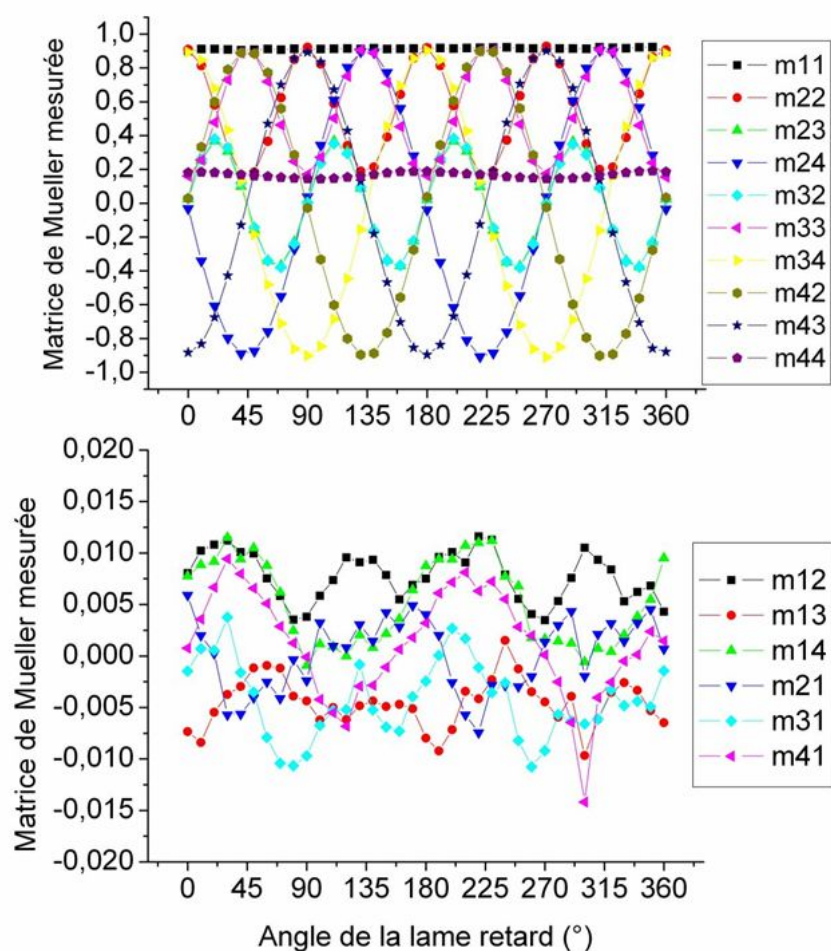 Matrice de Mueller mesurée
1,0
0,8
0,6
0,4
0,2
0,0
-0,2
-0,4
-0,6
-0,8
-1,0
0 45 90 135 180 225 270 315 360
m11
m22
m23
m24
m32
m33
m34
m42
m43
m44
Matrice de Mueller mesurée
0,020
0,015
0,010
0,005
0,000
-0,005
-0,010
-0,015
-0,020
0 45 90 135 180 225 270 315 360
m12
m13
m14
m21
m31
m41
Angle de la lame retard (°)